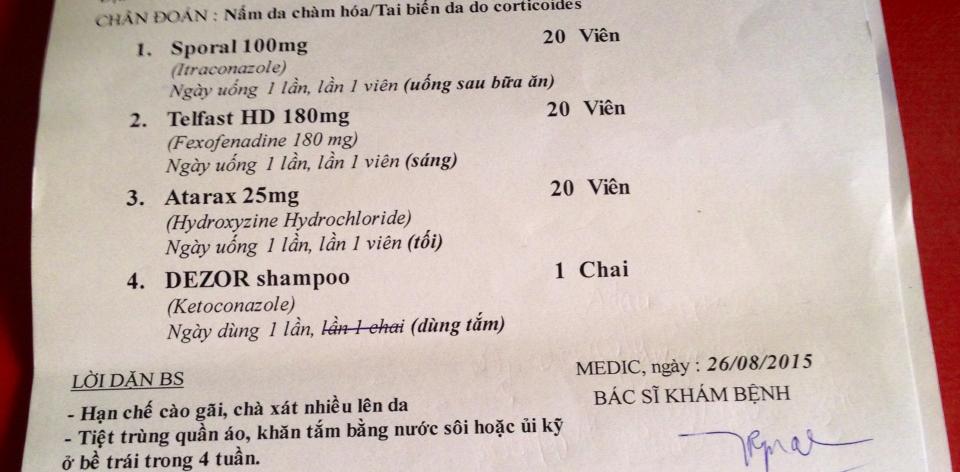 CHẨN ĐOÁN : Nấm da chàm hóa/Tai biến da do corticoides
1. Sporal 100mg 20 Viên
(Itraconazole)
Ngày uống 1 lần, lần 1 viên (uống sau bữa ăn)
2. Telfast HD 180mg 20 Viên
(Fexofenadine 180 mg)
Ngày uống 1 lần, lần 1 viên (sáng)
3. Atarax 25mg 20 Viên
(Hydroxyzine Hydrochloride)
Ngày uống 1 lần, lần 1 viên (tối)
4. DEZOR shampoo 1 Chai
(Ketoconazole)
Ngày dùng 1 lần, lần 1 chai (dùng tắm)
LỜI DẶN BS
MEDIC, ngày : 26/08/2015
BÁC SĨ KHÁM BỆNH
- Hạn chế cào gãi, chà xát nhiều lên da
- Tiệt trùng quần áo, khăn tắm bằng nước sôi hoặc ủi kỹ
ở bề trái trong 4 tuần.